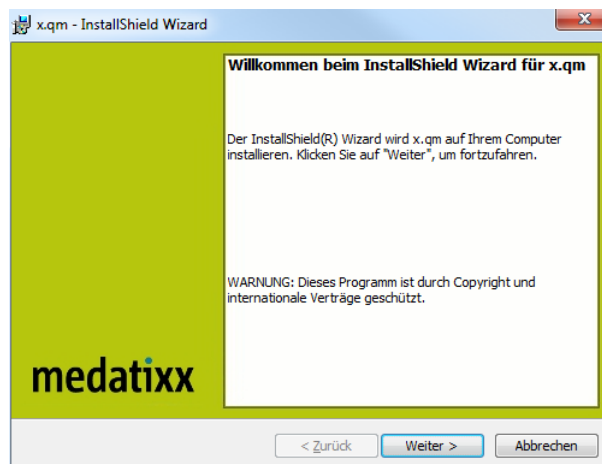 x.qm - InstallShield Wizard
Willkommen beim InstallShield Wizard für x.qm
Der InstallShield(R) Wizard wird x.qm auf Ihrem Computer
installieren. Klicken Sie auf "Weiter", um fortzufahren.
WARNUNG: Dieses Programm ist durch Copyright und
internationale Verträge geschützt.
medatixx
< Zurück
Weiter >
Abbrechen